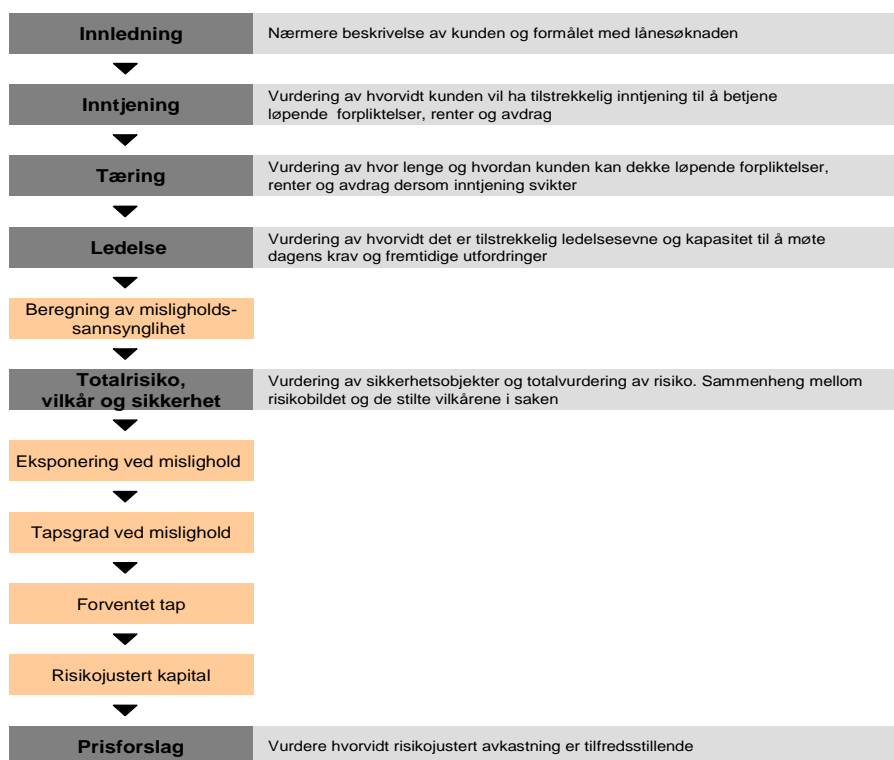 Innledning
Nærmere beskrivelse av kunden og formålet med lånesøknaden
Inntjening
Vurdering av hvorvidt kunden vil ha tilstrekkelig inntjening til å betjene
løpende forpliktelser, renter og avdrag
Tæring
Vurdering av hvor lenge og hvordan kunden kan dekke løpende forpliktelser,
renter og avdrag dersom inntjening svikter
Ledelse
Vurdering av hvorvidt det er tilstrekkelig ledelsesevne og kapasitet til å møte
dagens krav og fremtidige utfordringer
Beregning av misligholds-
sannsynglihet
Totalrisiko,
vilkår og sikkerhet
Vurdering av sikkerhetsobjekter og totalvurdering av risiko. Sammenheng mellom
risikobildet og de stilte vilkårene i saken
Eksponering ved mislighold
Tapsgrad ved mislighold
Forventet tap
Risikojustert kapital
Prisforslag
Vurdere hvorvidt risikojustert avkastning er tilfredsstillende